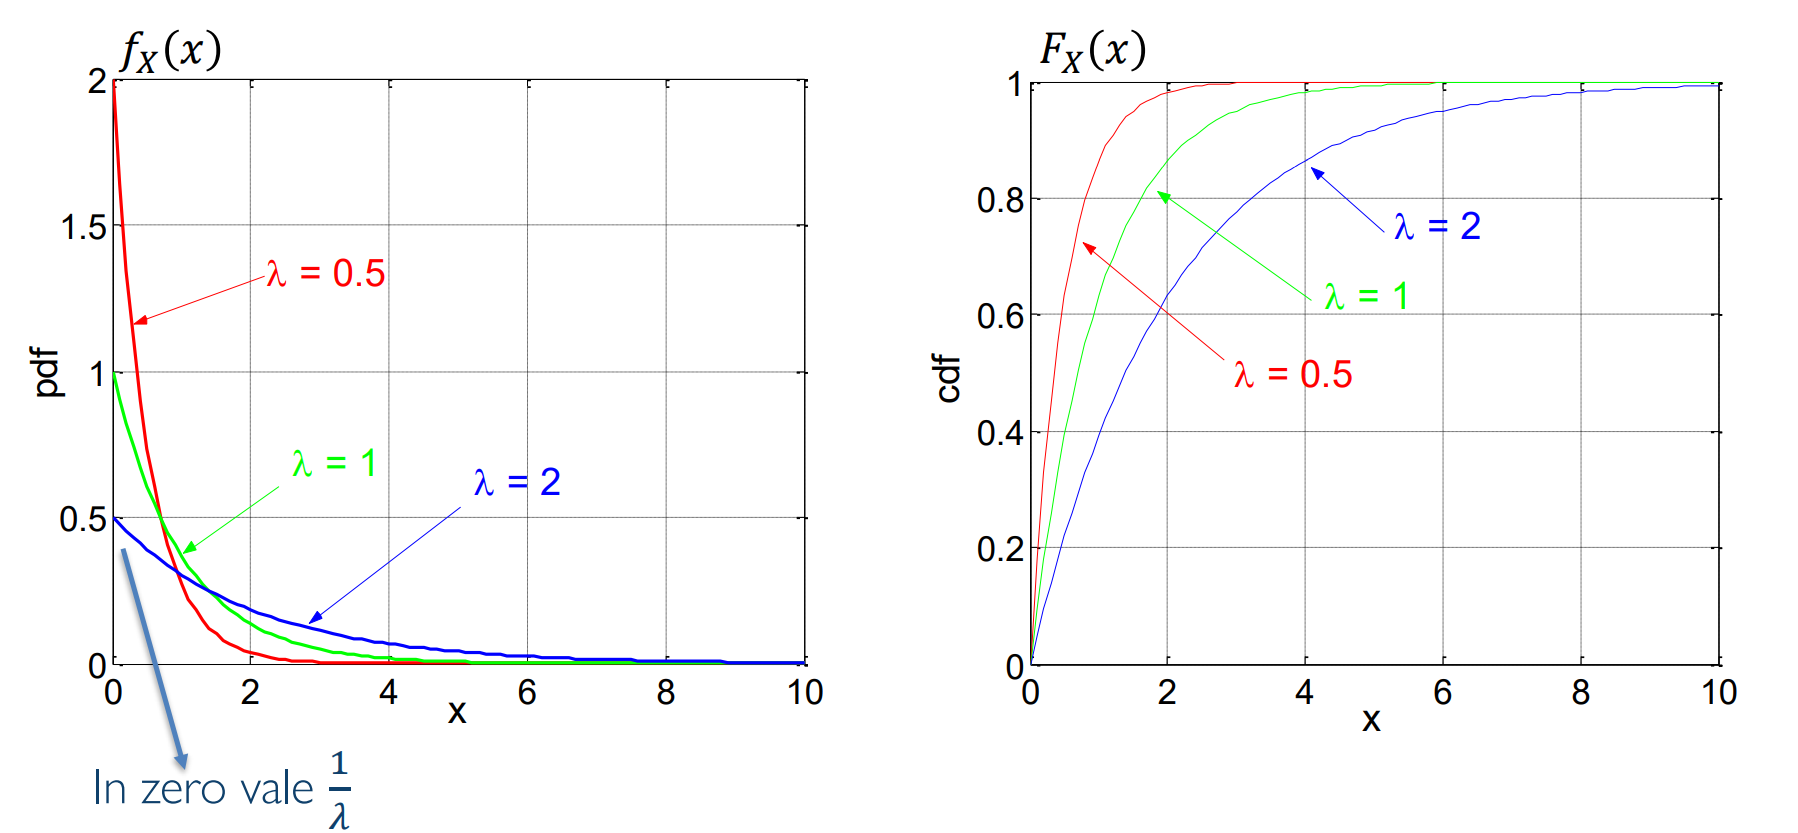 f_X(x)
2
1.5
1
0.5
0
pdf
λ = 0.5
λ = 1
λ = 2
0 2 4 6 8 10
x
In zero vale 1/λ
F_X(x)
1
0.8
0.6
0.4
0.2
0
cdf
λ = 2
λ = 1
λ = 0.5
0 2 4 6 8 10
x